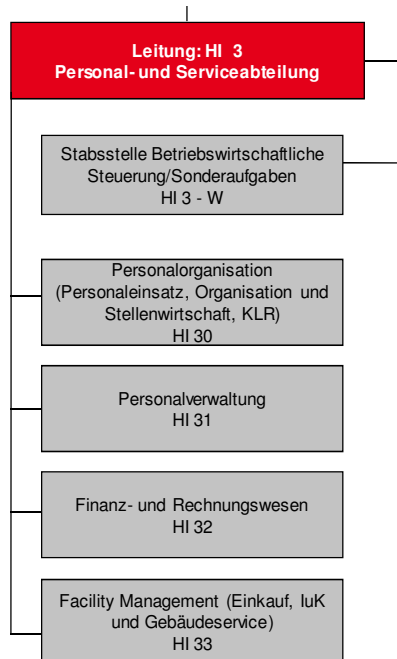 Leitung: HI 3
Personal- und Serviceabteilung
Stabsstelle Betriebswirtschaftliche
Steuerung/Sonderaufgaben
HI 3 - W
Personalorganisation
(Personaleinsatz, Organisation und
Stellenwirtschaft, KLR)
HI 30
Personalverwaltung
HI 31
Finanz- und Rechnungswesen
HI 32
Facility Management (Einkauf, IuK
und Gebäudeservice)
HI 33